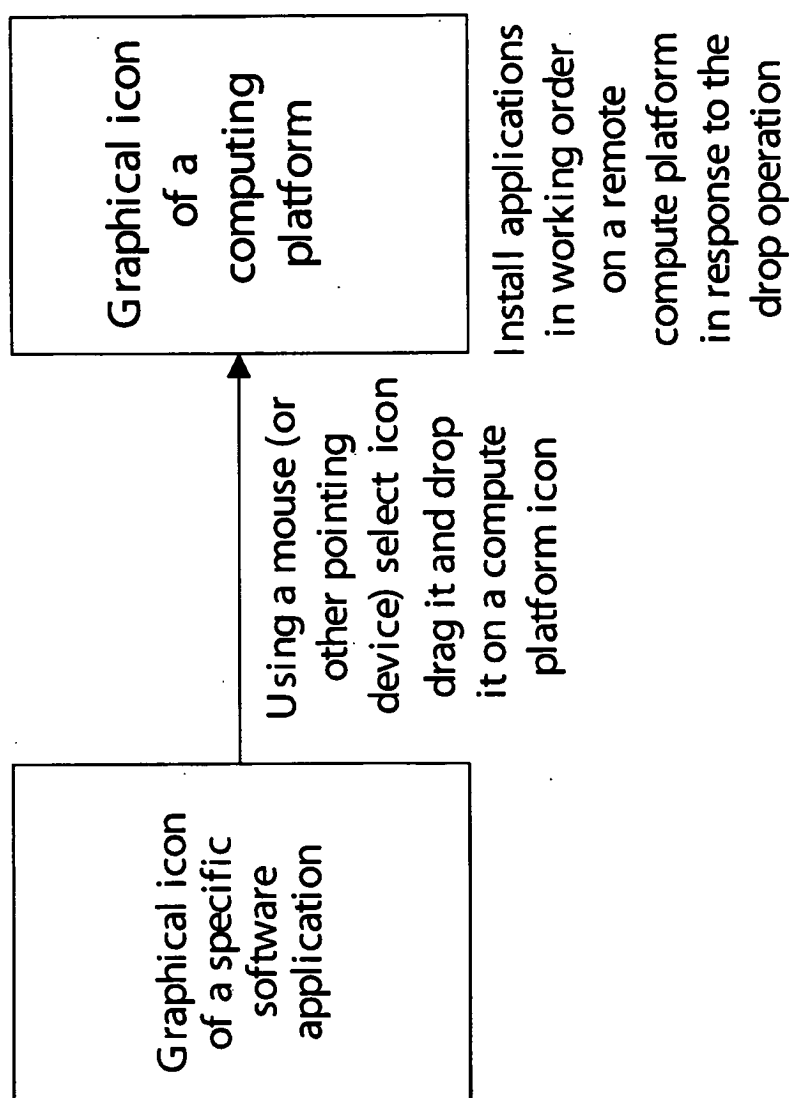 Graphical icon
of a specific
software
application
Using a mouse (or
other pointing
device) select icon
drag it and drop
it on a compute
platform icon
Graphical icon
of a
computing
platform
Install applications
in working order
on a remote
compute platform
in response to the
drop operation